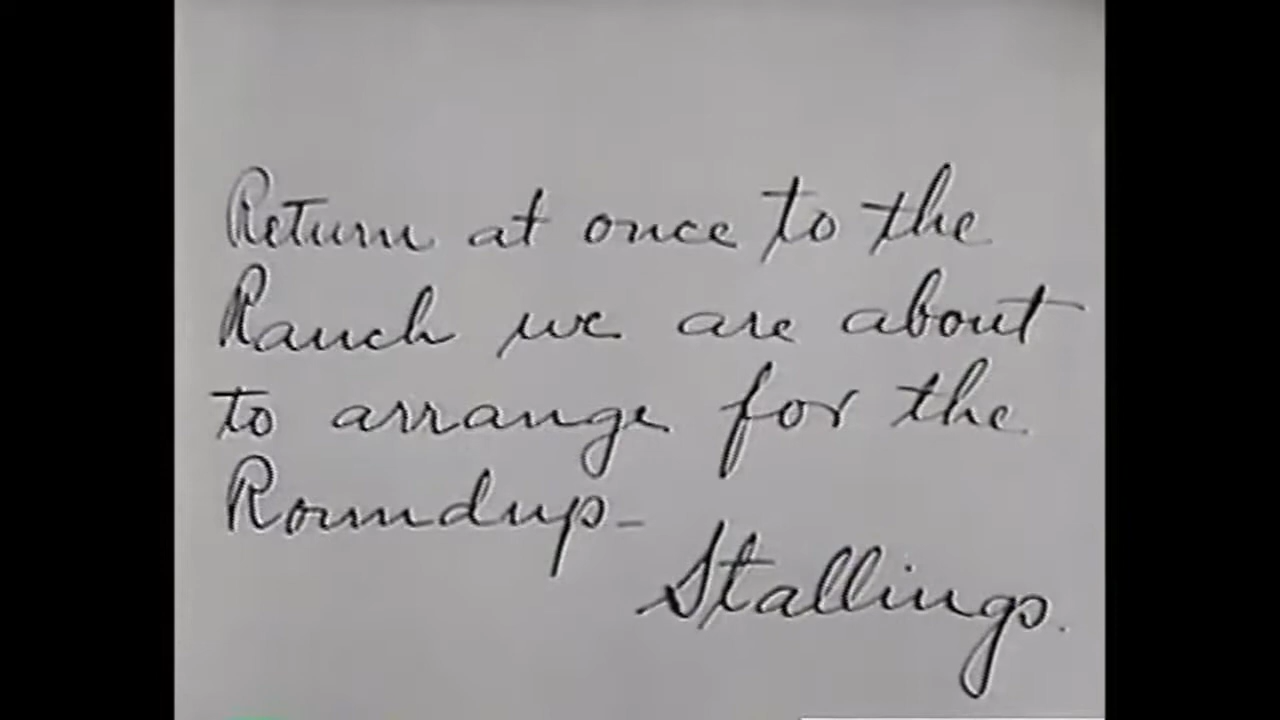 Return at once to the
Ranch we are about
to arrange for the
Roundup-
Stallings.